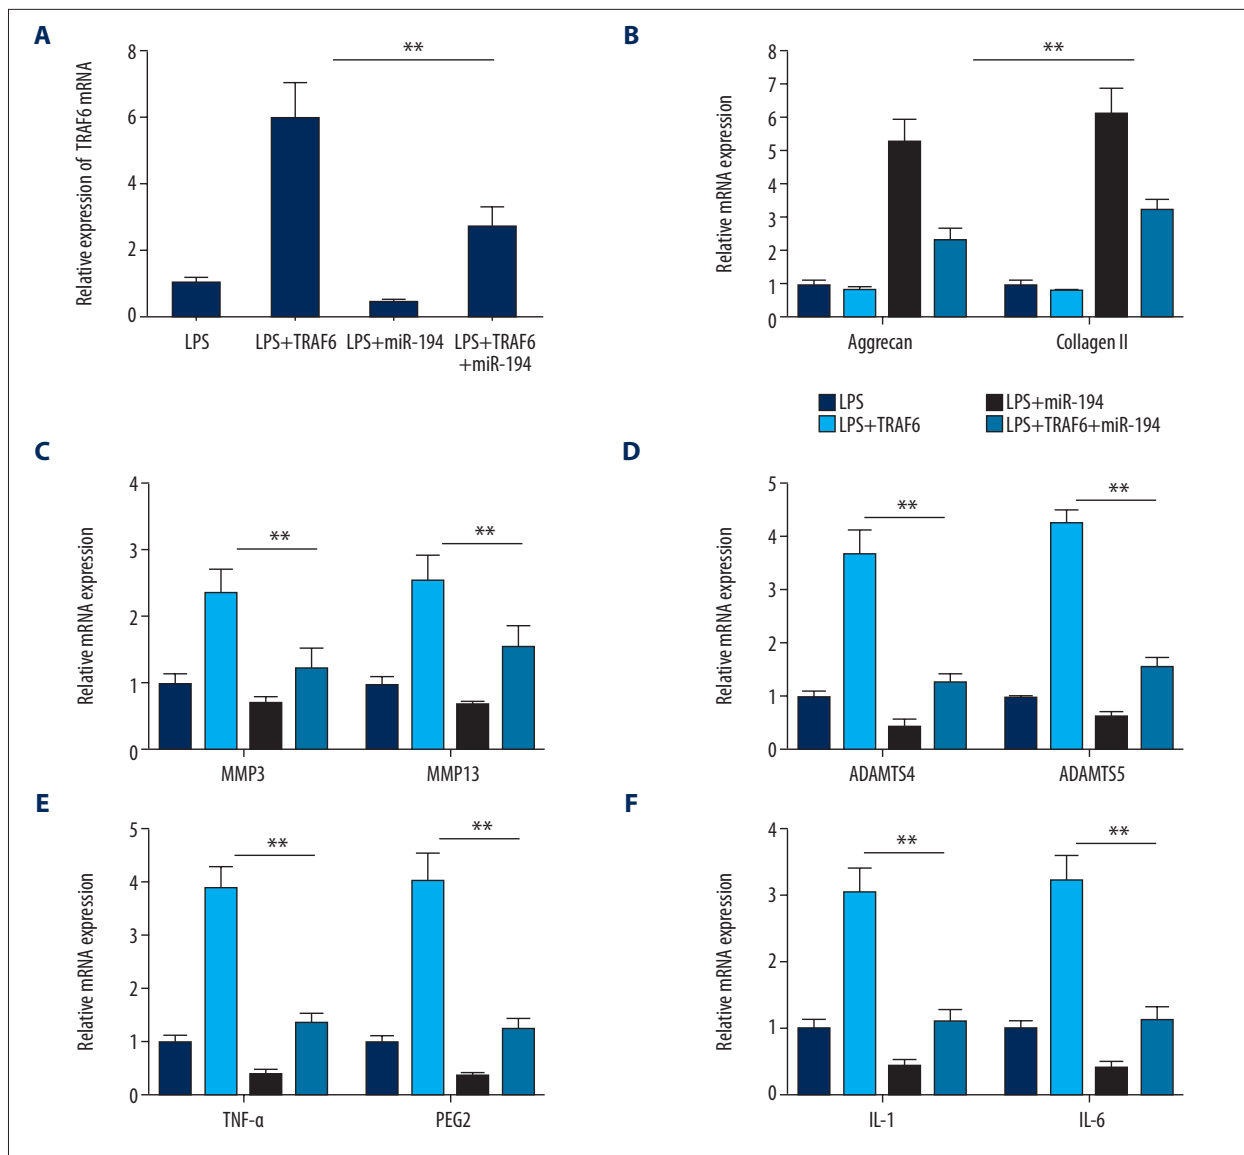 A
Relative expression of TRAF6 mRNA
8
6
4
2
0
**
LPS
LPS+TRAF6
LPS+miR-194
LPS+TRAF6
+miR-194
B
Relative mRNA expression
8
7
6
5
4
3
2
1
0
**
Aggrecan
Collagen II
LPS
LPS+miR-194
LPS+TRAF6
LPS+TRAF6+miR-194
C
Relative mRNA expression
4
3
2
1
0
**
**
MMP3
MMP13
D
Relative mRNA expression
5
4
3
2
1
0
**
**
ADAMTS4
ADAMTS5
E
Relative mRNA expression
5
4
3
2
1
0
**
**
TNF-α
PEG2
F
Relative mRNA expression
4
3
2
1
0
**
**
IL-1
IL-6